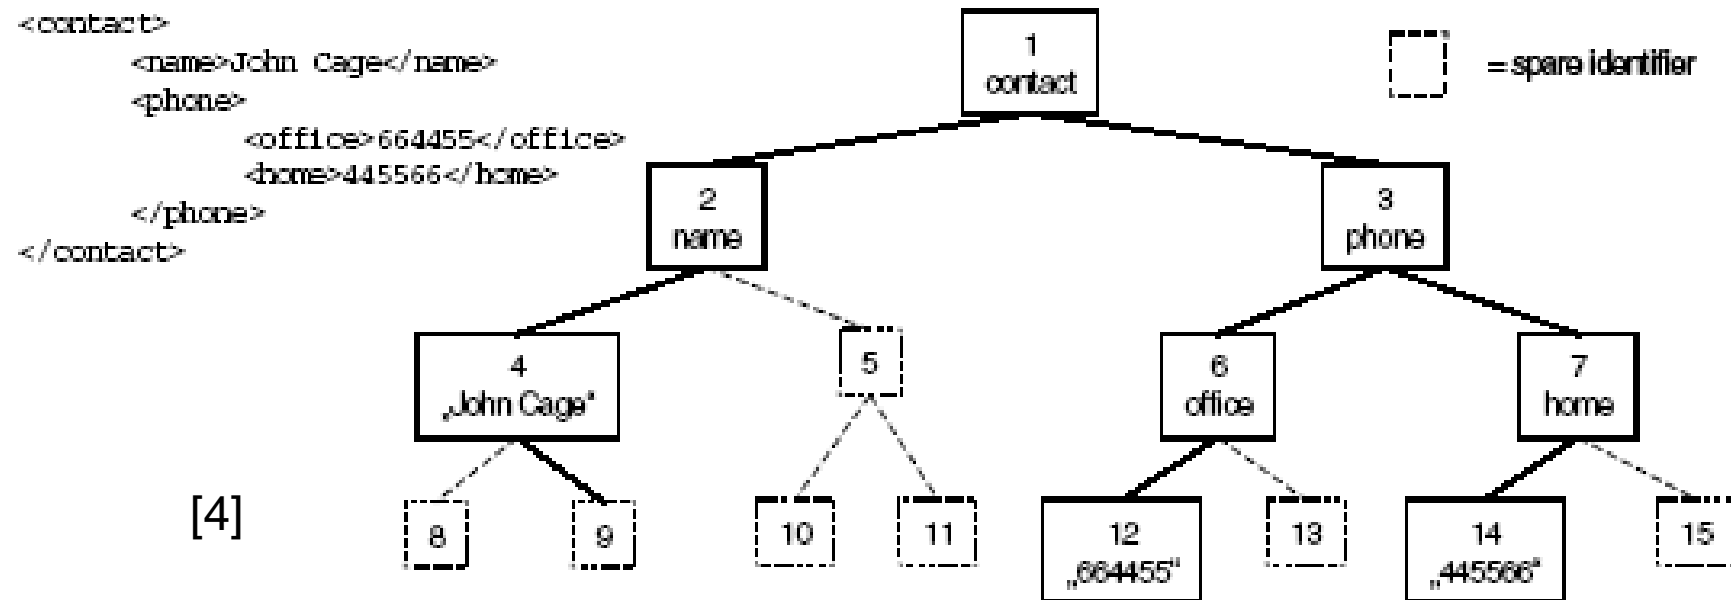 <contact>
<name>John Cage</name>
<phone>
<office>664455</office>
<home>445566</home>
</phone>
</contact>
1
contact
= spare identifier
2
name
3
phone
4
„John Cage“
5
6
office
7
home
[4]
8
9
10
11
12
„664455“
13
14
„445566“
15